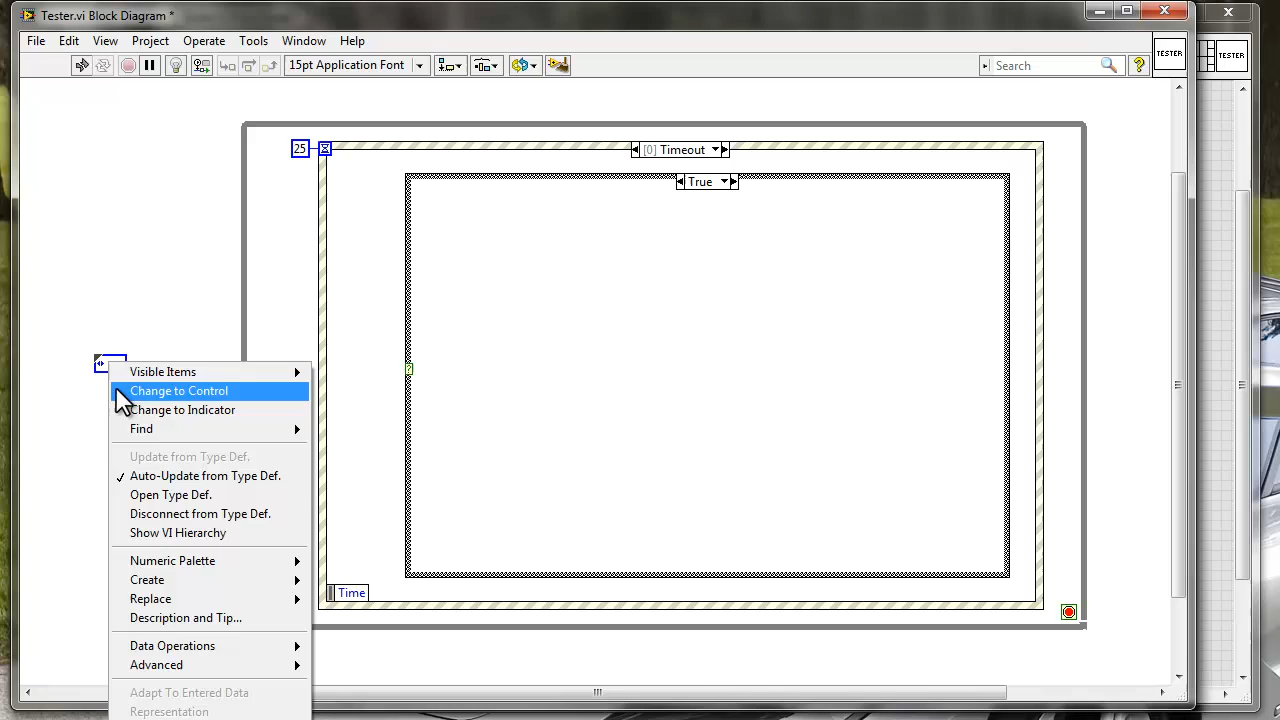 Tester.vi Block Diagram *
File Edit View Project Operate Tools Window Help
15pt Application Font
Search
?
TESTER
TESTER
25
[0] Timeout
True
?
Visible Items
Change to Control
Change to Indicator
Find
Update from Type Def.
Auto-Update from Type Def.
Open Type Def.
Disconnect from Type Def.
Show VI Hierarchy
Numeric Palette
Create
Replace
Description and Tip...
Data Operations
Advanced
Adapt To Entered Data
Representation
Time